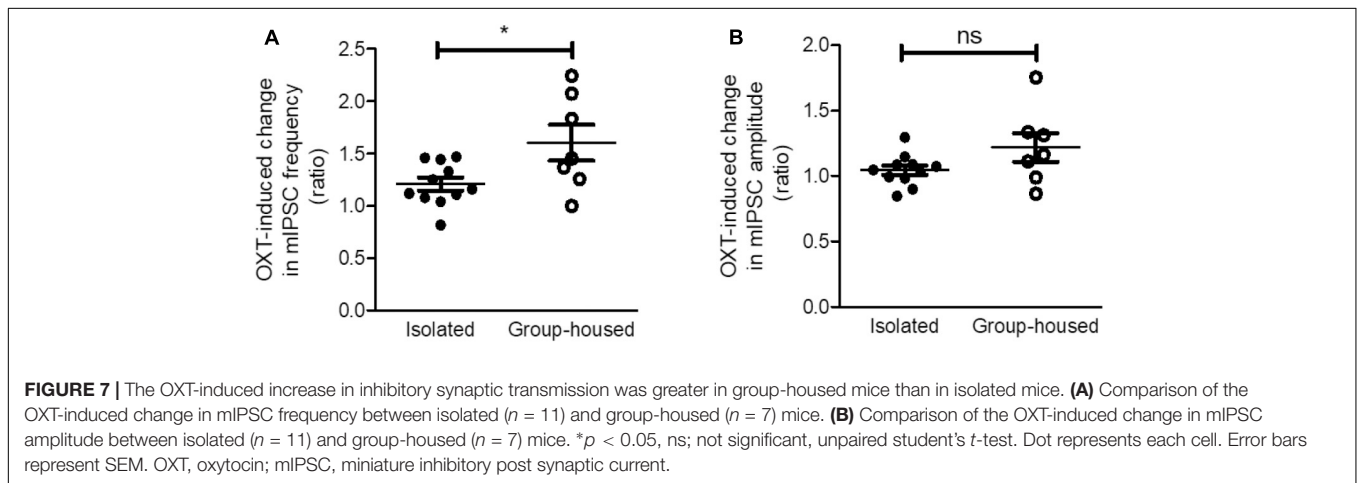 A
*
OXT-induced change
in mIPSC frequency
(ratio)
2.5
2.0
1.5
1.0
0.5
0.0
Isolated
Group-housed
B
ns
OXT-induced change
in mIPSC amplitude
(ratio)
2.0
1.5
1.0
0.5
0.0
Isolated
Group-housed
FIGURE 7 | The OXT-induced increase in inhibitory synaptic transmission was greater in group-housed mice than in isolated mice. (A) Comparison of the
OXT-induced change in mIPSC frequency between isolated (n = 11) and group-housed (n = 7) mice. (B) Comparison of the OXT-induced change in mIPSC
amplitude between isolated (n = 11) and group-housed (n = 7) mice. *p < 0.05, ns; not significant, unpaired student's t-test. Dot represents each cell. Error bars
represent SEM. OXT, oxytocin; mIPSC, miniature inhibitory post synaptic current.